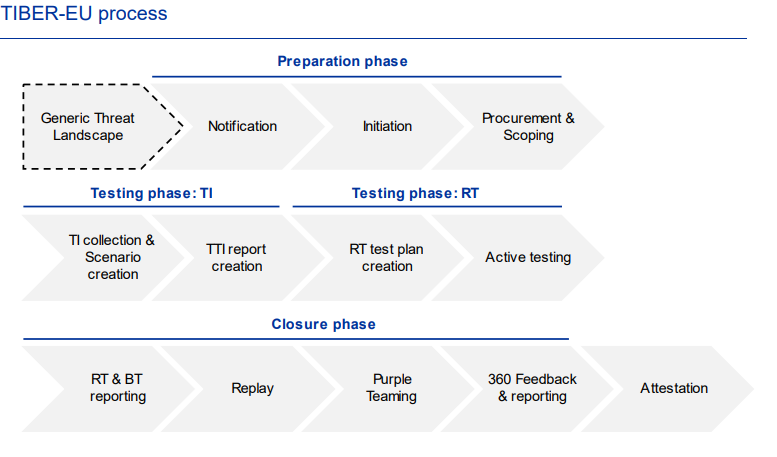 TIBER-EU process
Preparation phase
Generic Threat
Landscape
Notification
Initiation
Procurement &
Scoping
Testing phase: TI
Testing phase: RT
TI collection &
Scenario
creation
TTI report
creation
RT test plan
creation
Active testing
Closure phase
RT & BT
reporting
Replay
Purple
Teaming
360 Feedback
& reporting
Attestation